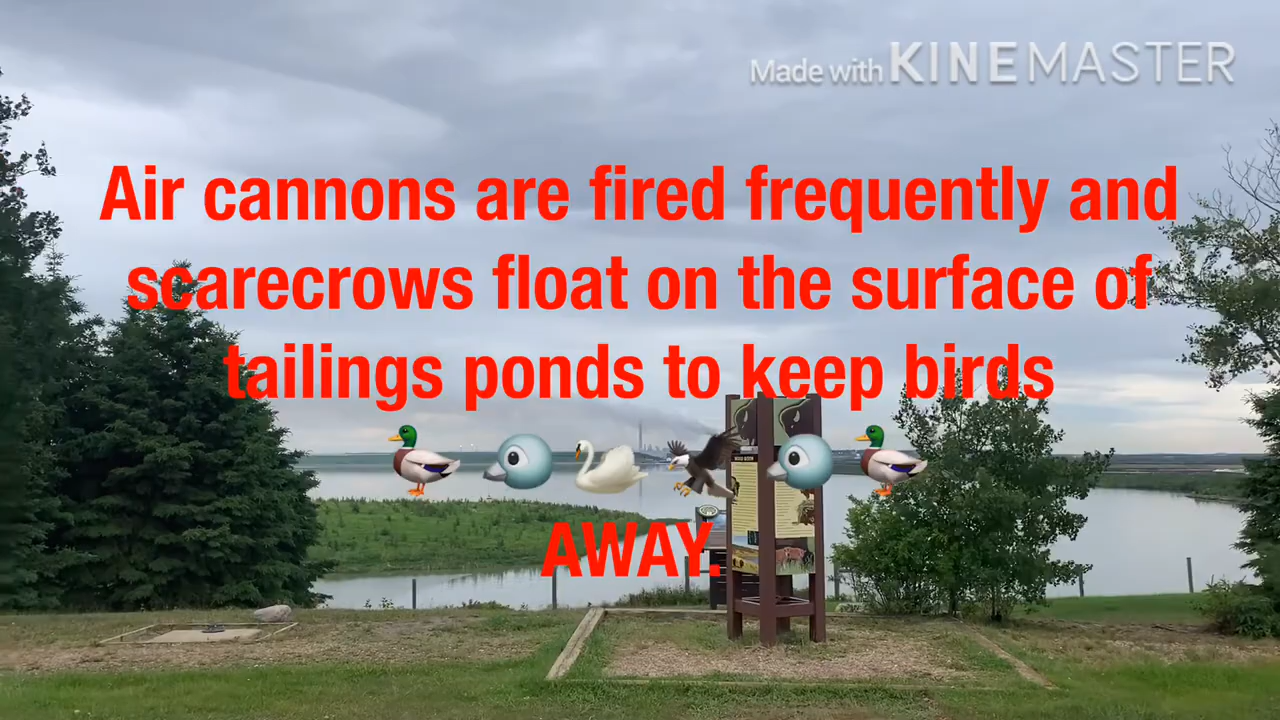 Made with KINEMASTER
Air cannons are fired frequently and
scarecrows float on the surface of
tailings ponds to keep birds
🦆🐦🦢🦅🐦🦆
AWAY.